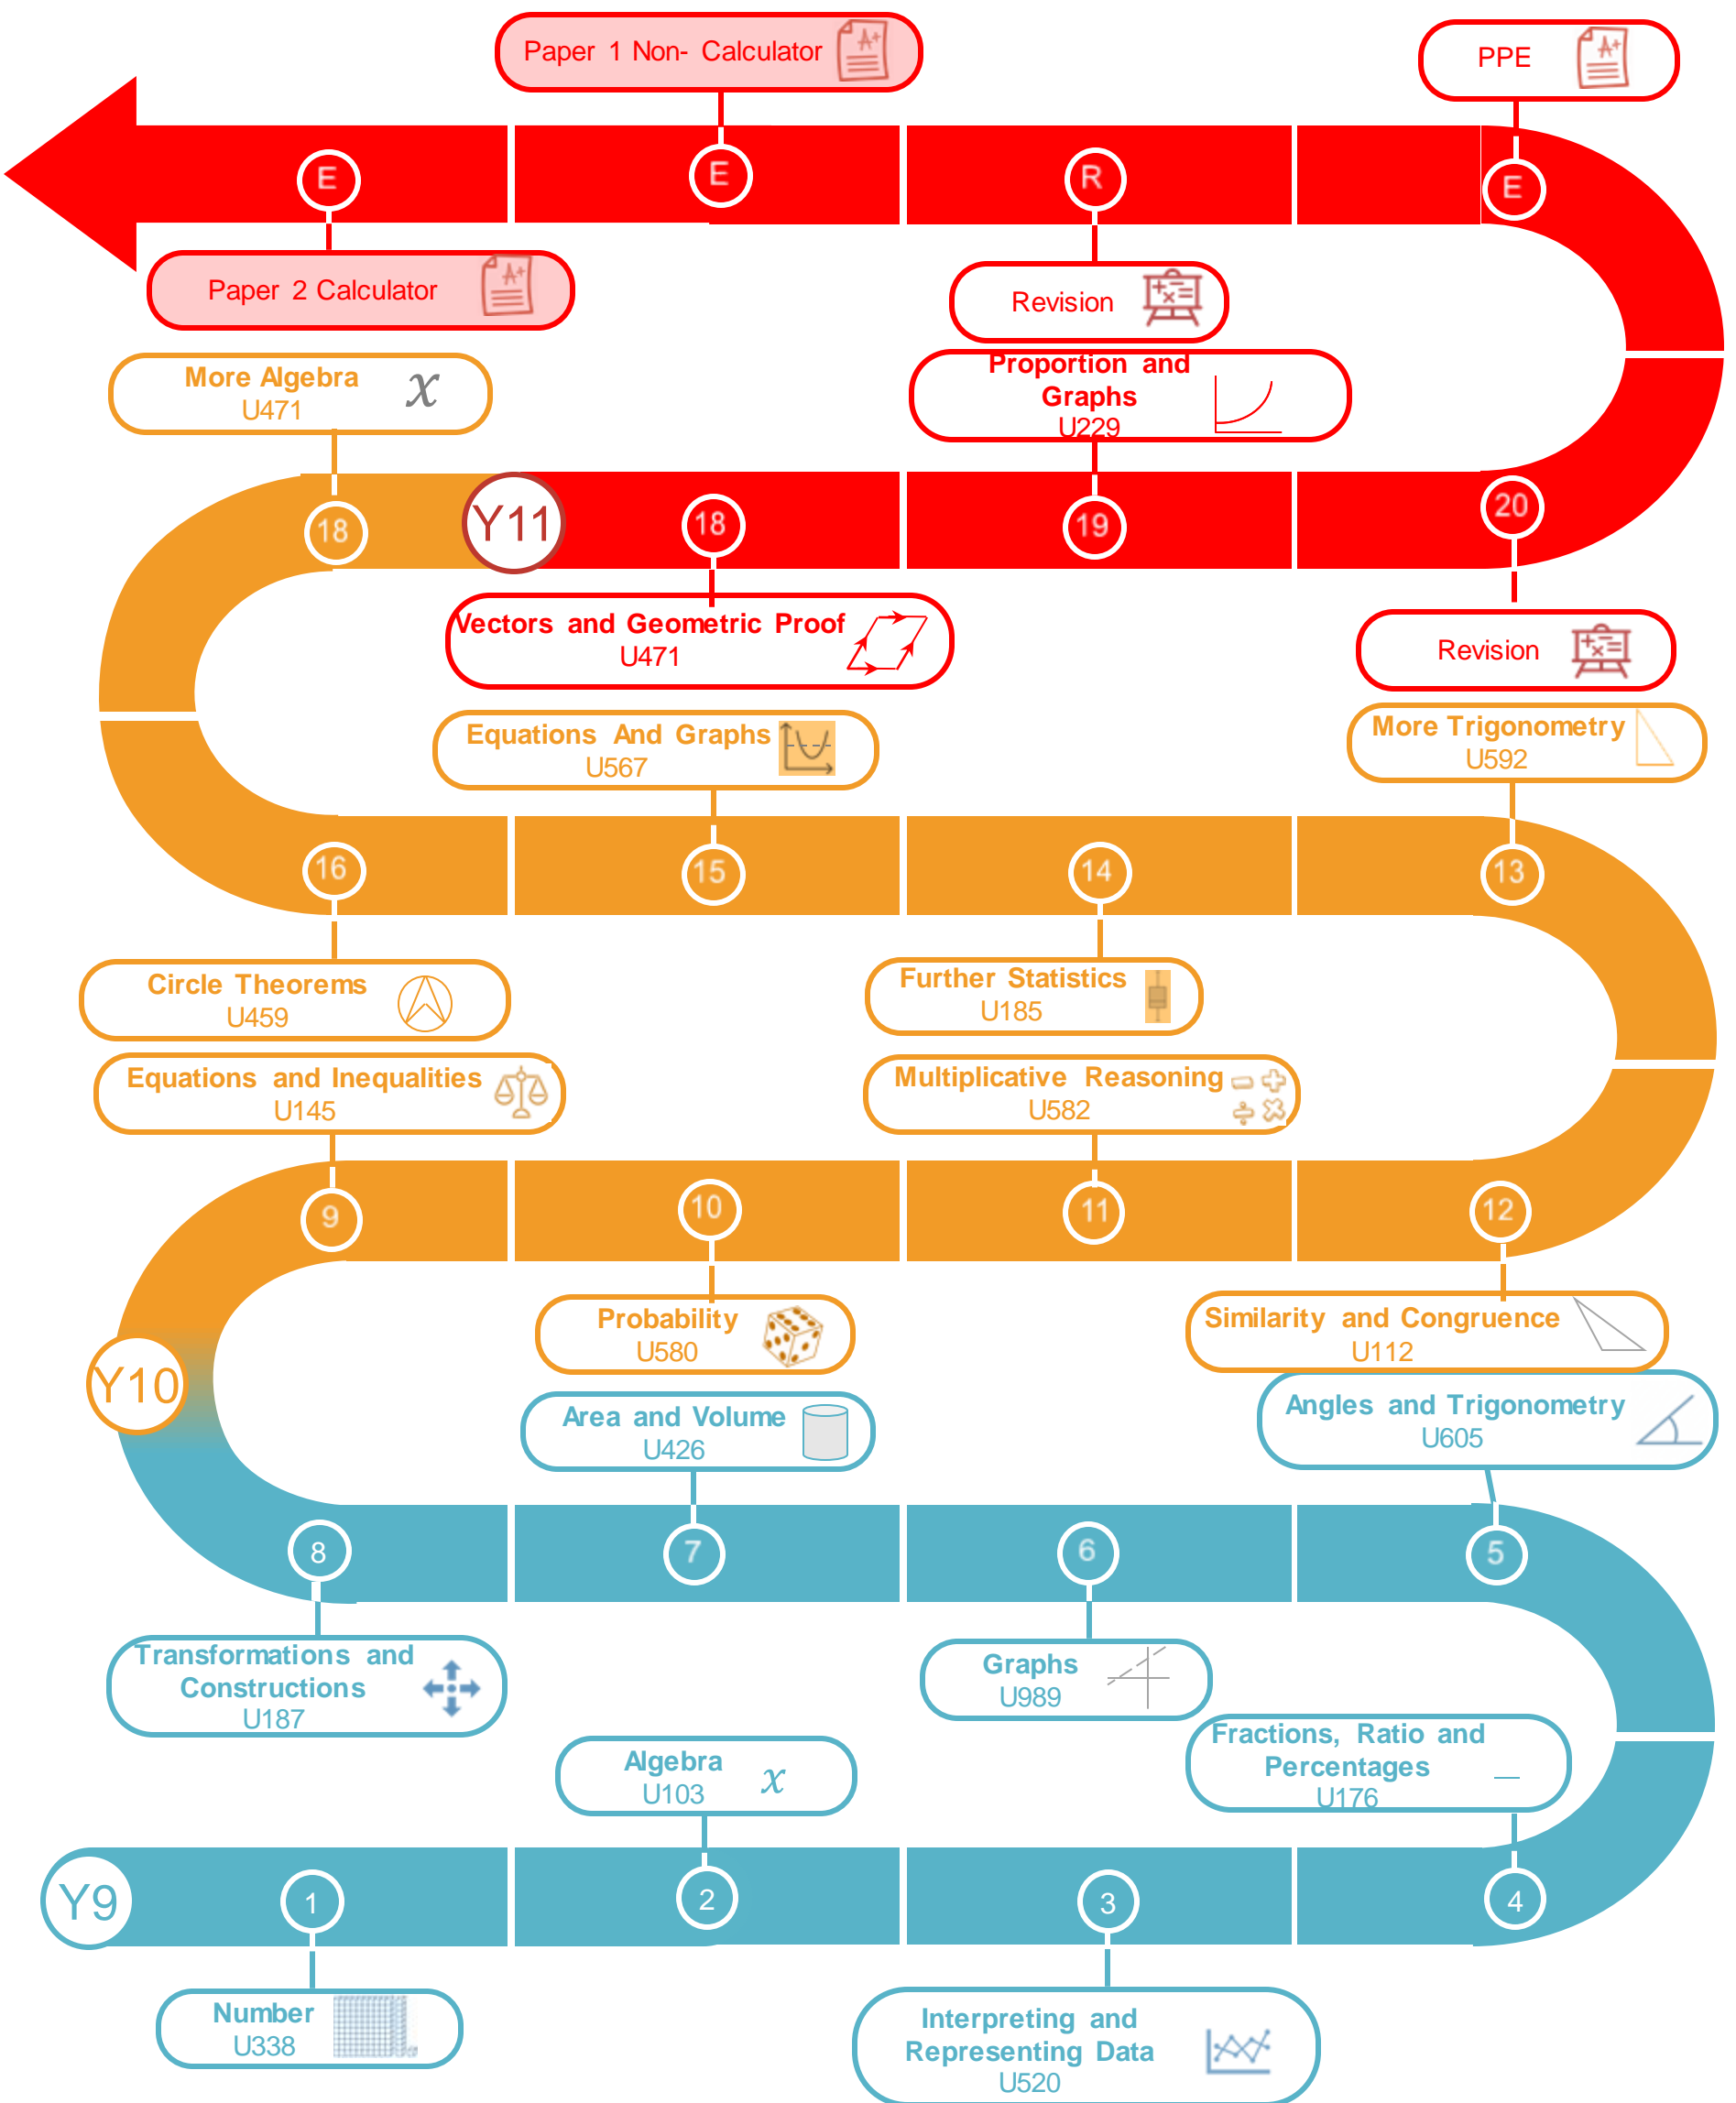 Paper 1 Non- Calculator
A+
PPE
A+
E
E
R
E
Paper 2 Calculator
A+
Revision
More Algebra
U471
x
Proportion and
Graphs
U229
18
Y11
18
19
20
Vectors and Geometric Proof
U471
Revision
Equations And Graphs
U567
More Trigonometry
U592
16
15
14
13
Circle Theorems
U459
Further Statistics
U185
Equations and Inequalities
U145
Multiplicative Reasoning
U582
9
10
11
12
Probability
U580
Similarity and Congruence
U112
Y10
Area and Volume
U426
Angles and Trigonometry
U605
8
7
6
5
Transformations and
Constructions
U187
Graphs
U989
Algebra
U103
x
Fractions, Ratio and
Percentages
U176
Y9
1
2
3
4
Number
U338
Interpreting and
Representing Data
U520